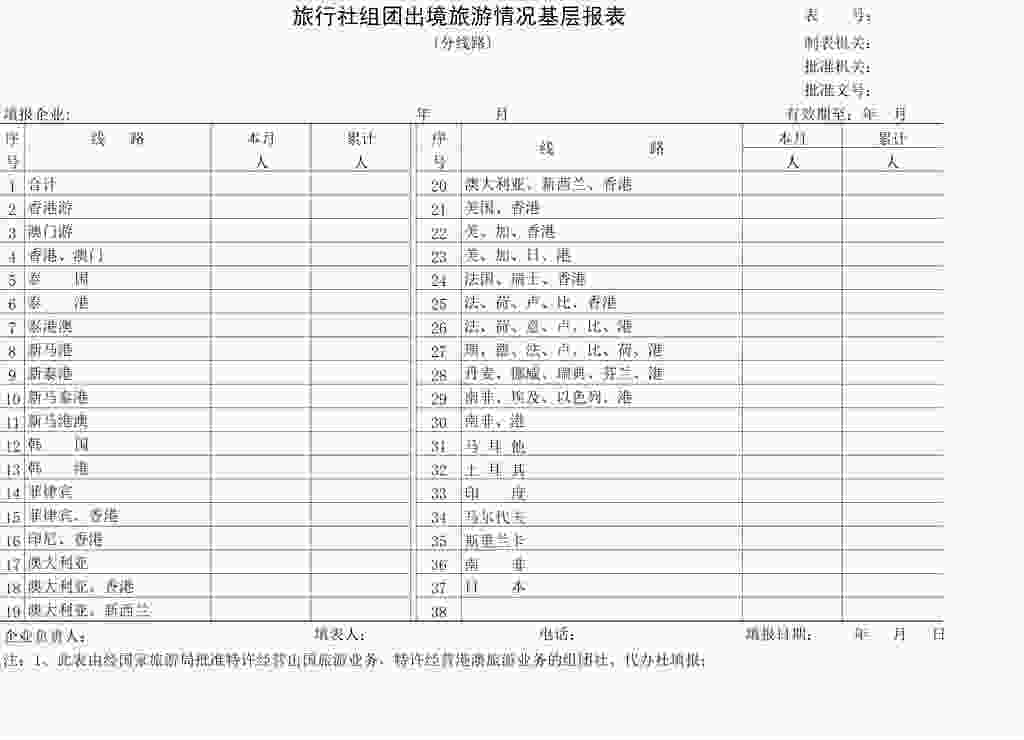 旅行社组团出境旅游情况基层报表
表 号:
(分线路)
制表机关:
批准机关:
批准文号:
填报企业: 年 月 有效期至: 年 月
序号 线 路 本月 累计 序号 线 路 本月 累计
人 人 人 人
1 合计 20 澳大利亚、新西兰、香港
2 香港游 21 美国、香港
3 澳门游 22 美、加、香港
4 香港、澳门 23 美、加、日、港
5 泰 国 24 法国、瑞士、香港
6 泰 港 25 法、荷、卢、比、香港
7 泰港澳 26 法、荷、意、卢、比、港
8 新马港 27 瑞、德、法、卢、比、荷、港
9 新泰港 28 丹麦、挪威、瑞典、芬兰、港
10 新马泰港 29 南非、埃及、以色列、港
11 新马港澳 30 南非、港
12 韩 国 31 马 耳 他
13 韩 港 32 土 耳 其
14 菲律宾 33 印 度
15 菲律宾、香港 34 马尔代夫
16 印尼、香港 35 斯里兰卡
17 澳大利亚 36 南 非
18 澳大利亚、香港 37 日 本
19 澳大利亚、新西兰 38
企业负责人: 填表人: 电话: 填报日期: 年 月 日
注: 1、此表由经国家旅游局批准特许经营出国旅游业务、特许经营港澳旅游业务的组团社、代办社填报;